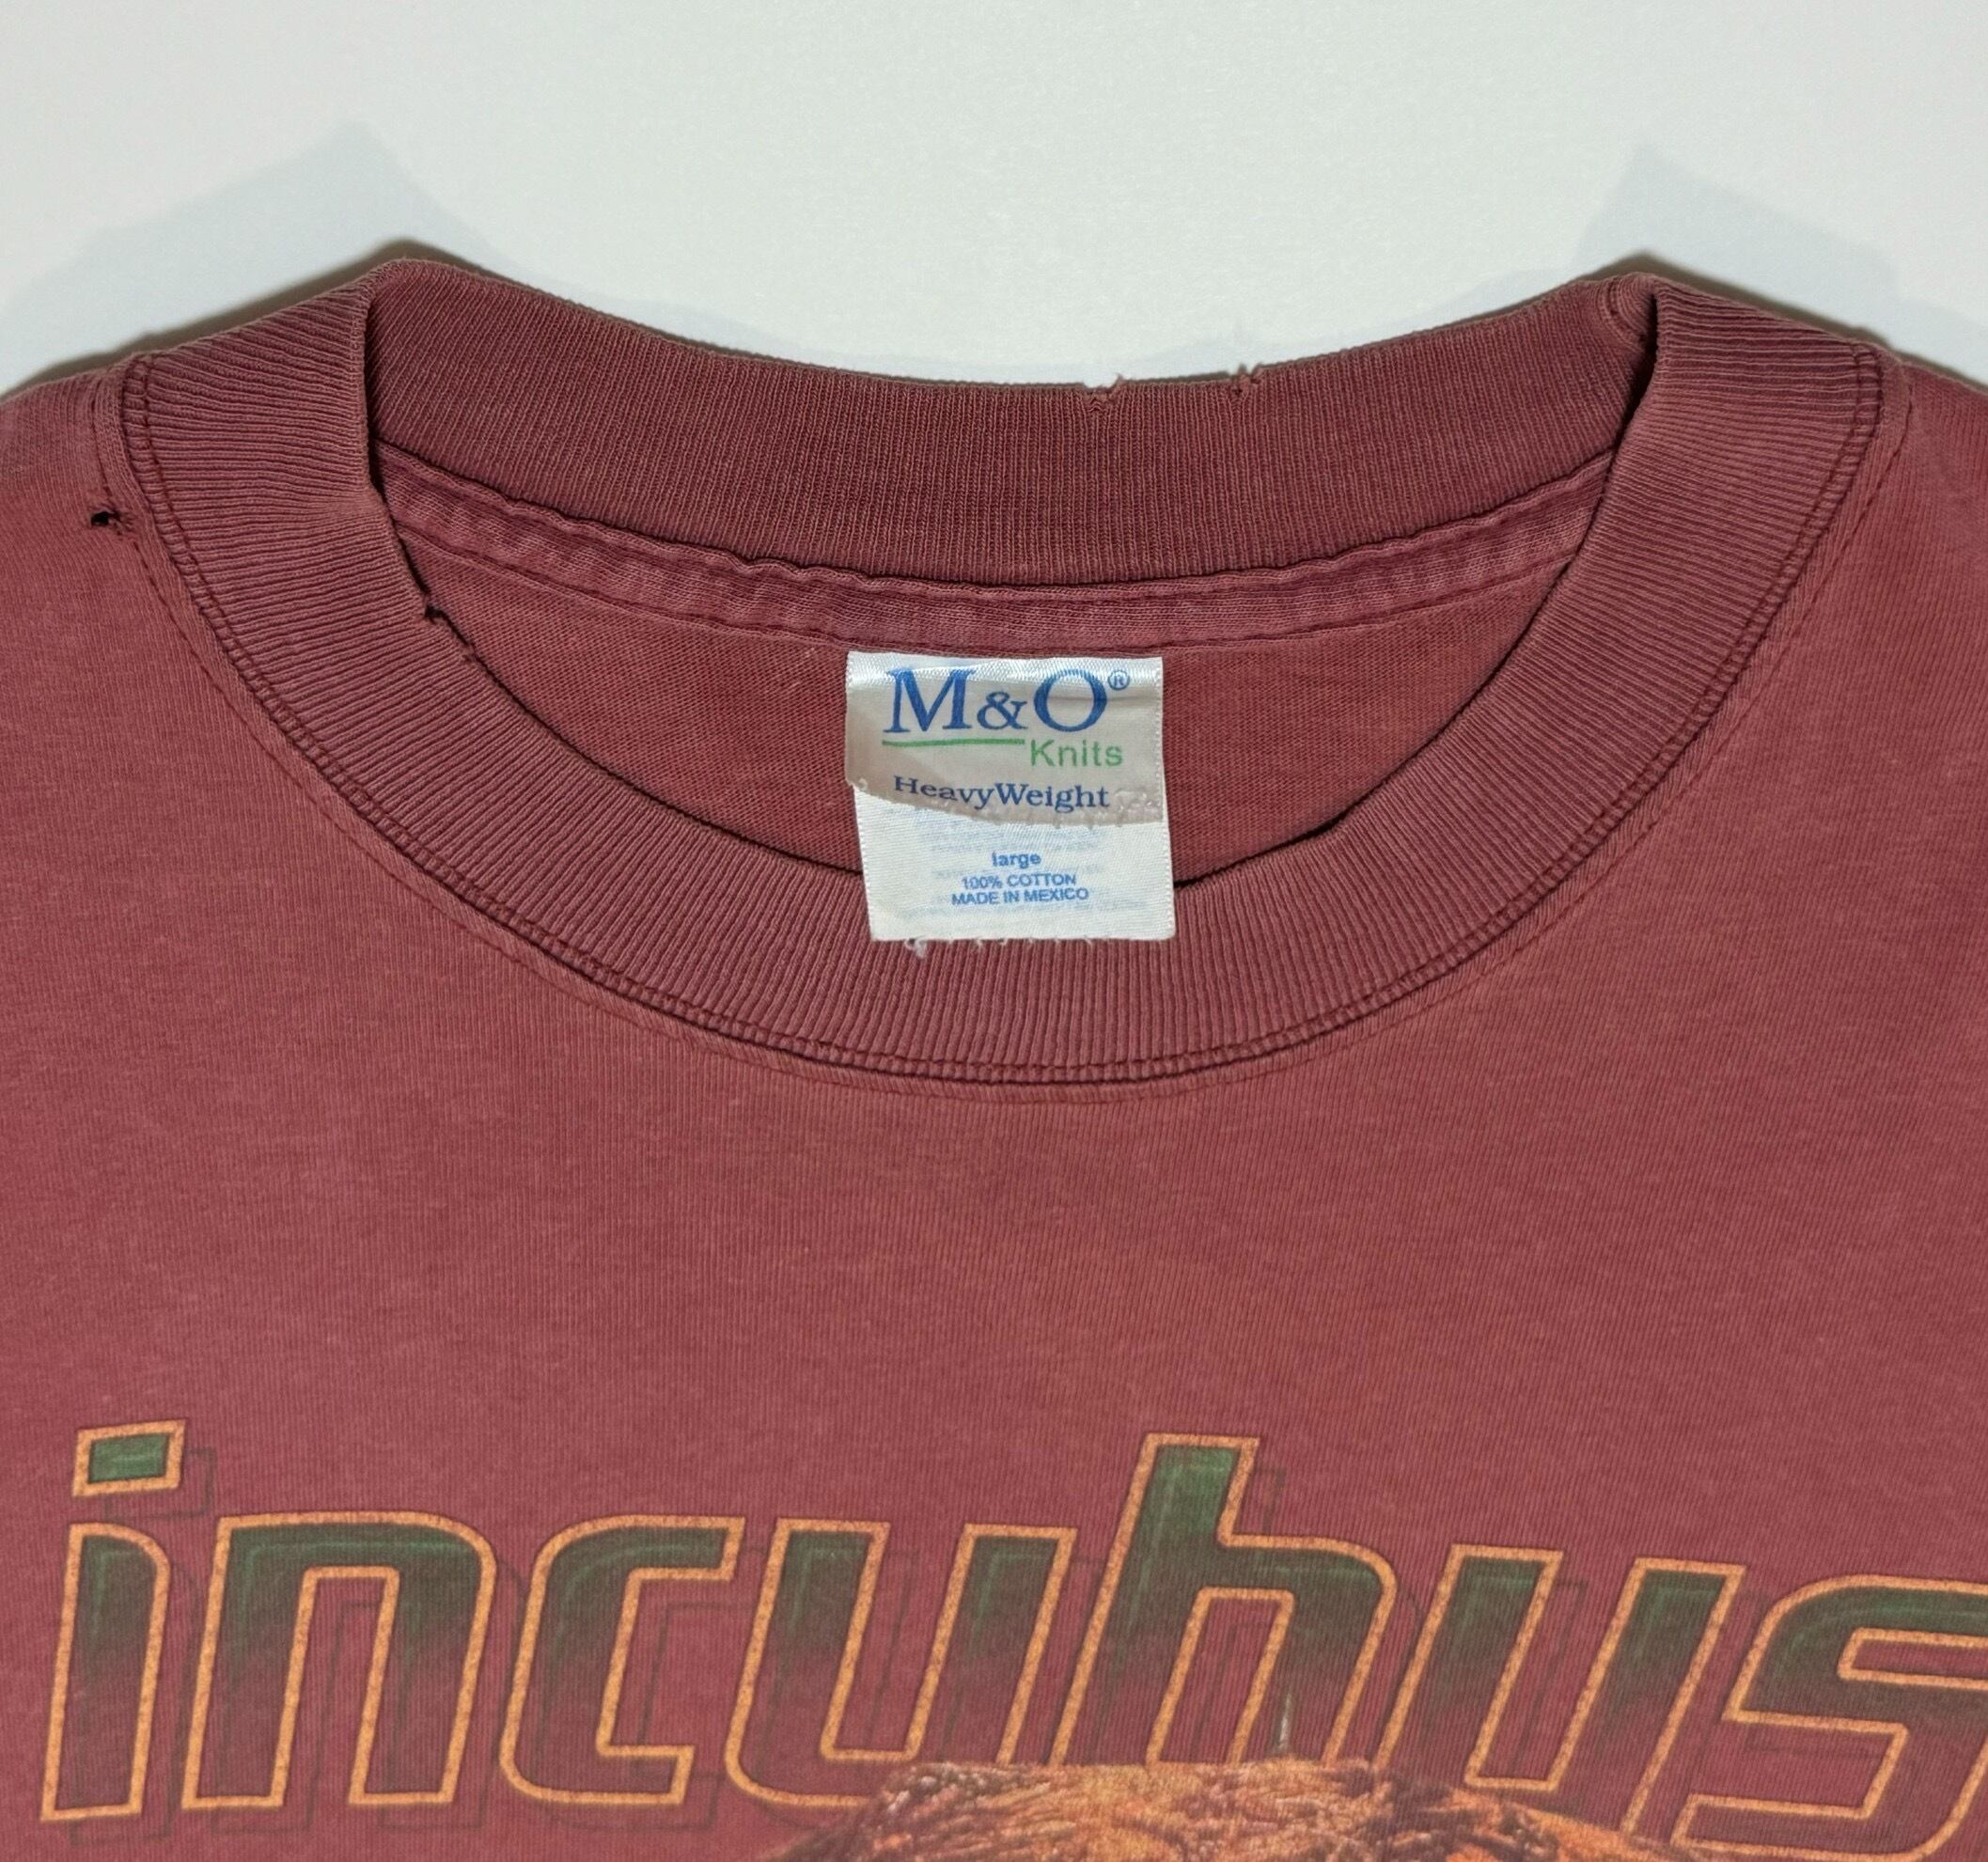 M&O®
Knits
HeavyWeight
large
100% COTTON
MADE IN MEXICO
incubus